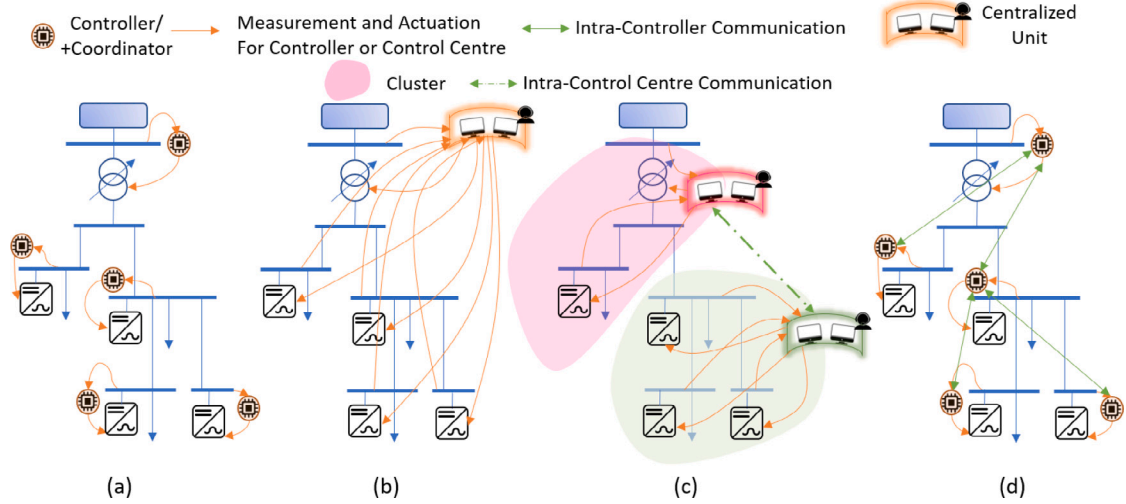 Controller/
+Coordinator
Measurement and Actuation
For Controller or Control Centre
Intra-Controller Communication
Centralized
Unit
Cluster
Intra-Control Centre Communication
(a)
(b)
(c)
(d)